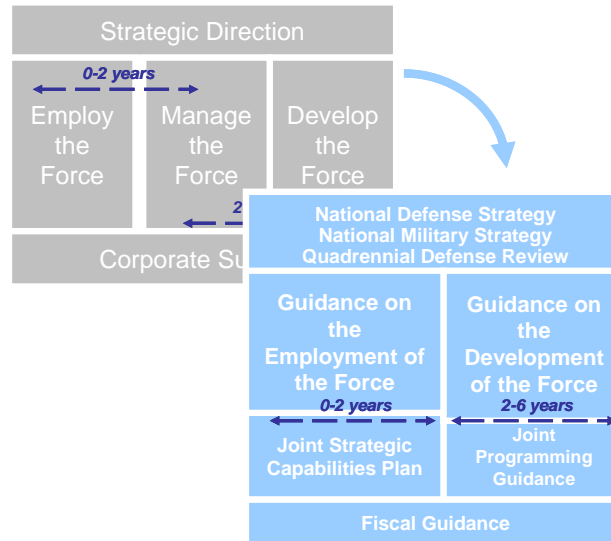 Strategic Direction
0-2 years
Employ
the
Force
Manage
the
Force
Develop
the
Force
2
Corporate Su
National Defense Strategy
National Military Strategy
Quadrennial Defense Review
Guidance on
the
Employment of
the Force
0-2 years
Guidance on
the
Development
of the Force
2-6 years
Joint Strategic
Capabilities Plan
Joint
Programming
Guidance
Fiscal Guidance